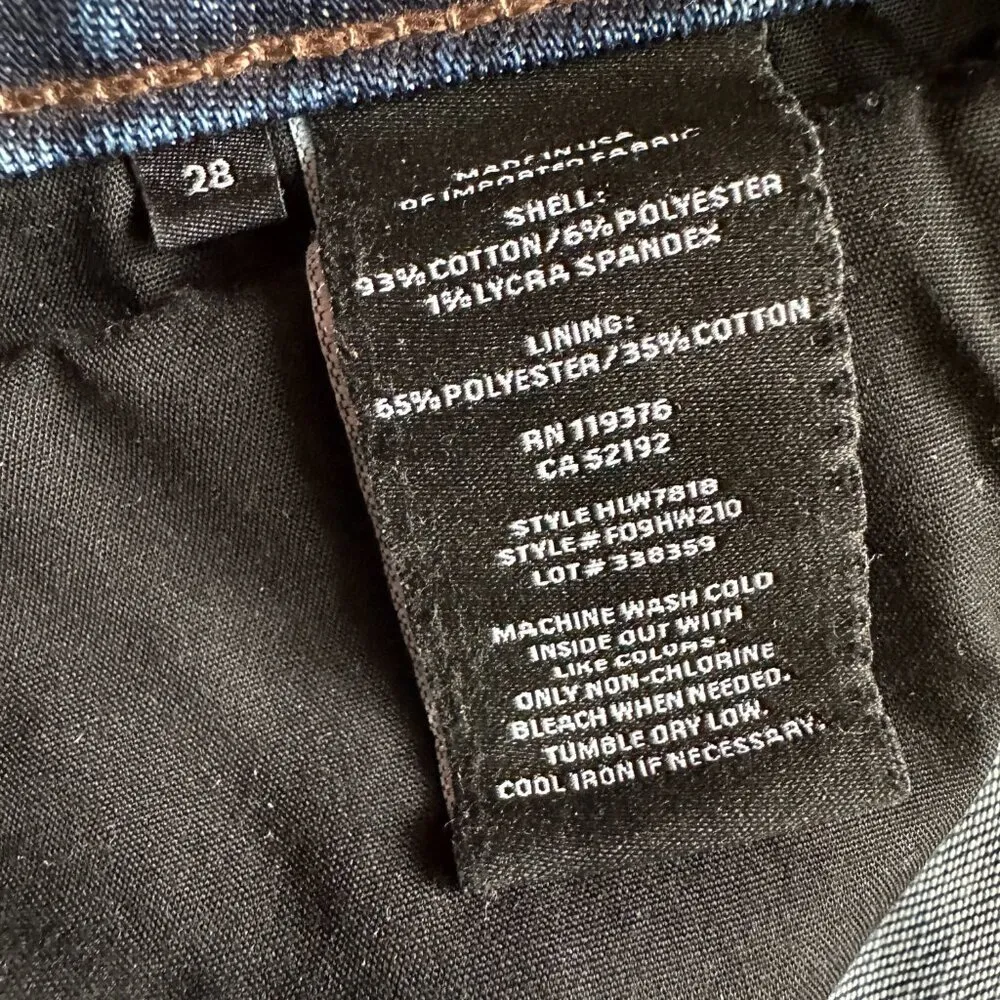 28
MADE IN USA
OF IMPORTED FABRIC
SHELL:
93% COTTON/6% POLYESTER
1% LYCRA SPANDEX
LINING:
65% POLYESTER/35% COTTON
RN 119376
CA 52192
STYLE HLW7818
STYLE # F09HW210
LOT # 338359
MACHINE WASH COLD
INSIDE OUT WITH
LIKE COLORS.
ONLY NON-CHLORINE
BLEACH WHEN NEEDED.
TUMBLE DRY LOW.
COOL IRON IF NECESSARY.